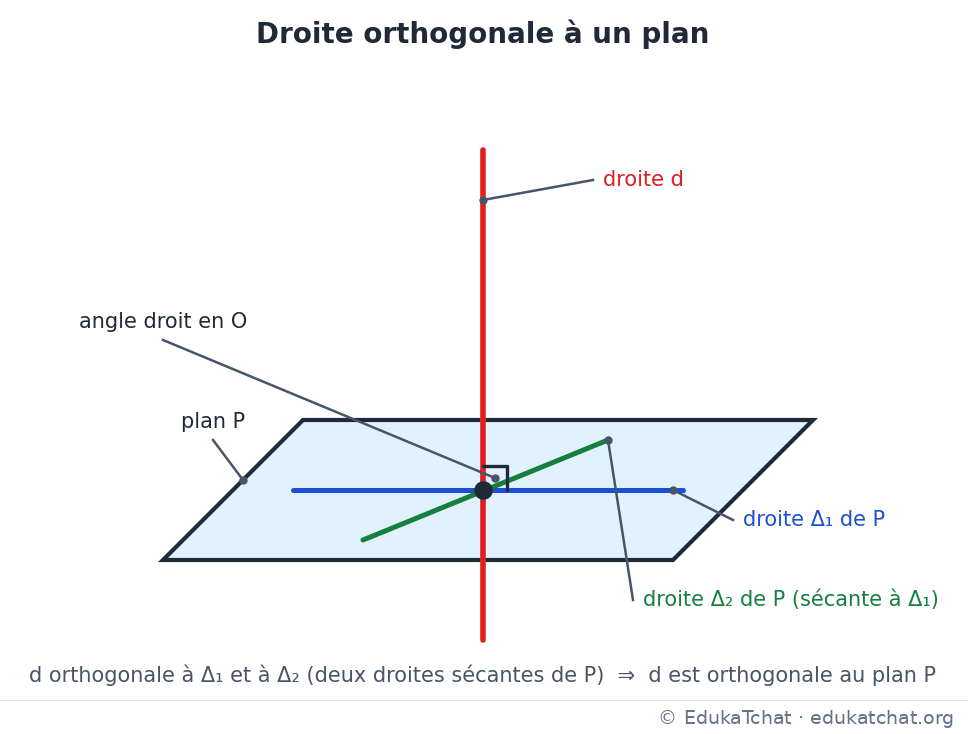 Droite orthogonale à un plan
droite d
angle droit en O
plan P
droite Δ₁ de P
droite Δ₂ de P (sécante à Δ₁)
d orthogonale à Δ₁ et à Δ₂ (deux droites sécantes de P) ⇒ d est orthogonale au plan P
© EdukaTchat · edukatchat.org